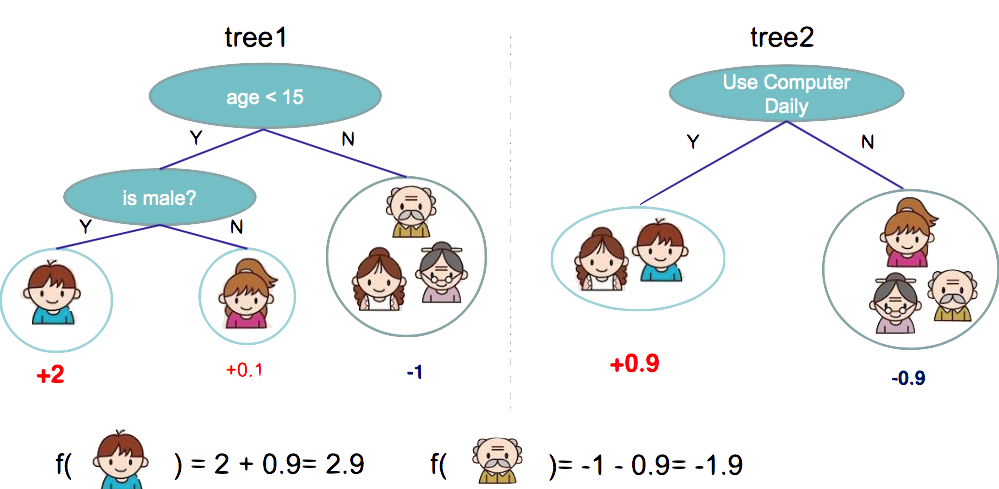 tree1
tree2
age < 15
Use Computer
Daily
Y
N
Y
N
is male?
Y
N
+2
+0.1
-1
+0.9
-0.9
f( ) = 2 + 0.9= 2.9
f( )= -1 - 0.9= -1.9